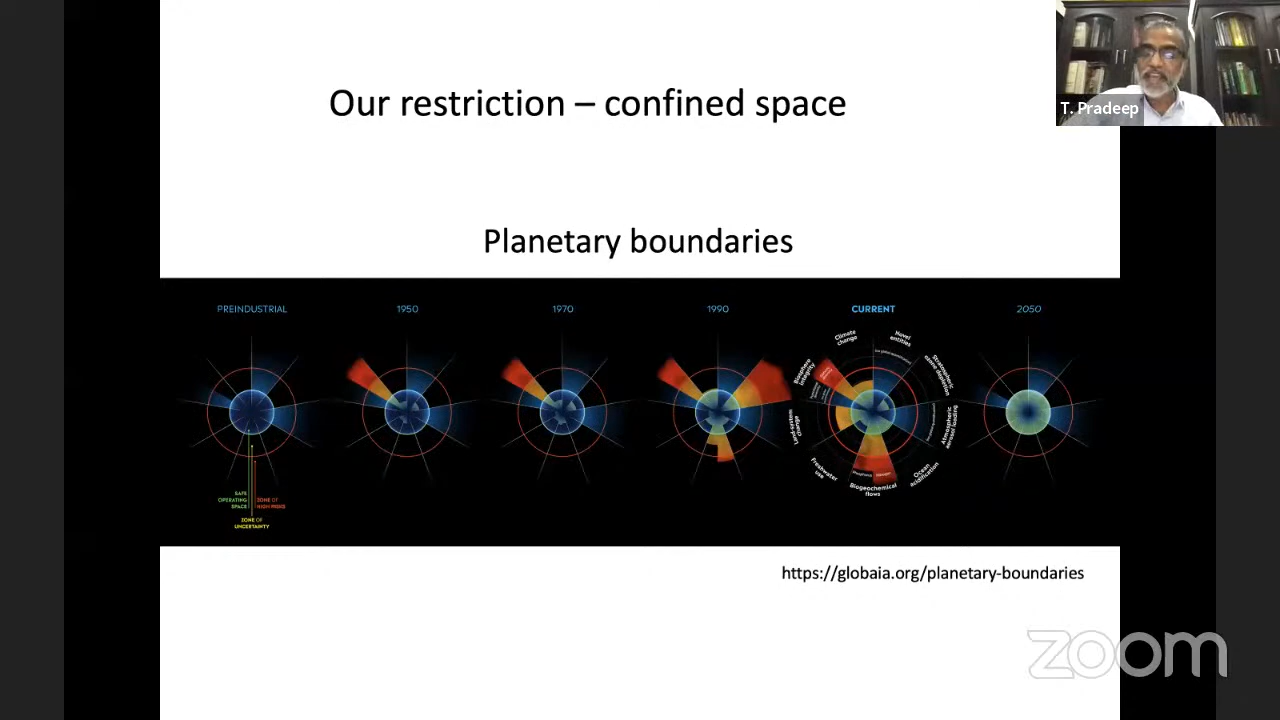 Our restriction – confined space
T. Pradeep
Planetary boundaries
PREINDUSTRIAL
1950
1970
1990
CURRENT
2050
Climate
change
Novel
entities
Biosphere
integrity
Stratospheric
ozone depletion
Land-system
change
Atmospheric
aerosol loading
Freshwater
use
Ocean
acidification
Biogeochemical
flows
SAFE
OPERATING
SPACE
ZONE OF
HIGH RISKS
ZONE OF
UNCERTAINTY
https://globaia.org/planetary-boundaries
zoom